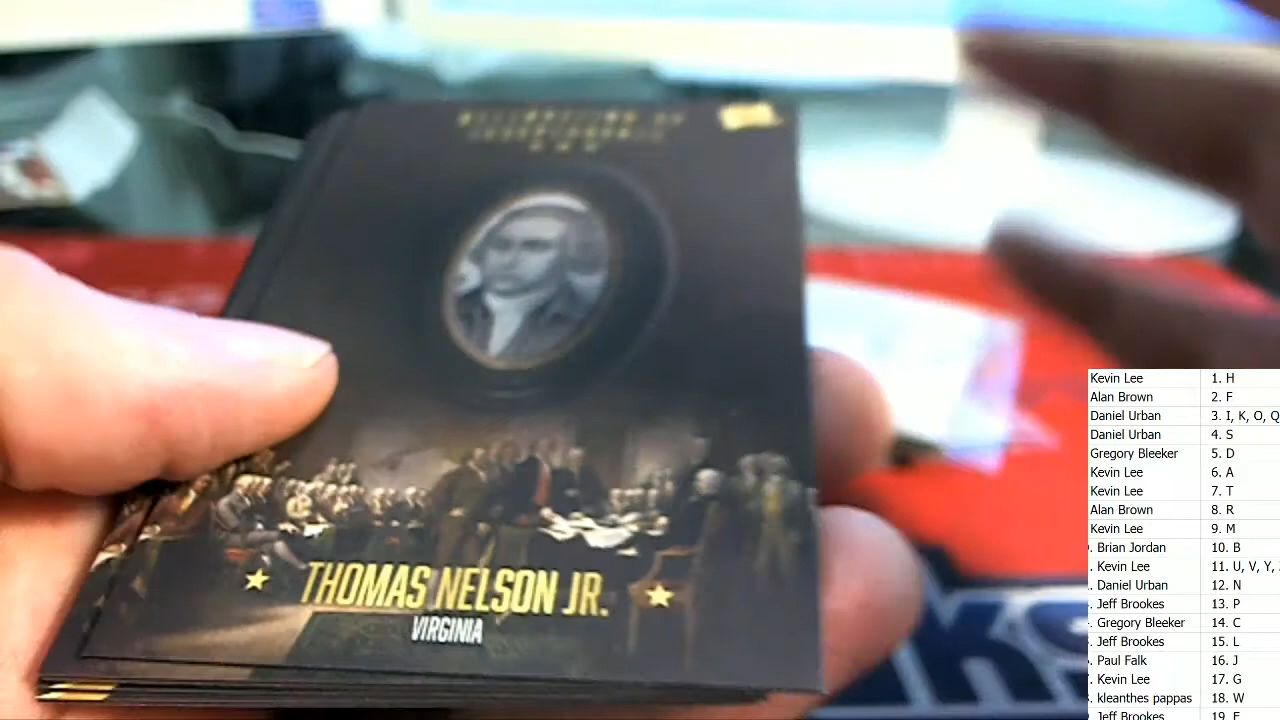 THOMAS NELSON JR.
VIRGINIA
Kevin Lee 1. H
Alan Brown 2. F
Daniel Urban 3. I, K, O, Q
Daniel Urban 4. S
Gregory Bleeker 5. D
Kevin Lee 6. A
Kevin Lee 7. T
Alan Brown 8. R
Kevin Lee 9. M
Brian Jordan 10. B
Kevin Lee 11. U, V, Y,
Daniel Urban 12. N
Jeff Brookes 13. P
Gregory Bleeker 14. C
Jeff Brookes 15. L
Paul Falk 16. J
Kevin Lee 17. G
kleanthes pappas 18. W
Jeff Brookes 19. E